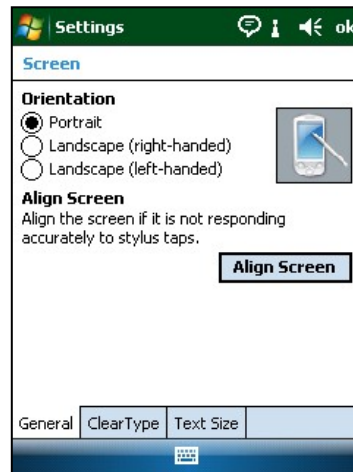 Settings ok
Screen
Orientation
Portrait
Landscape (right-handed)
Landscape (left-handed)
Align Screen
Align the screen if it is not responding
accurately to stylus taps.
Align Screen
General ClearType Text Size